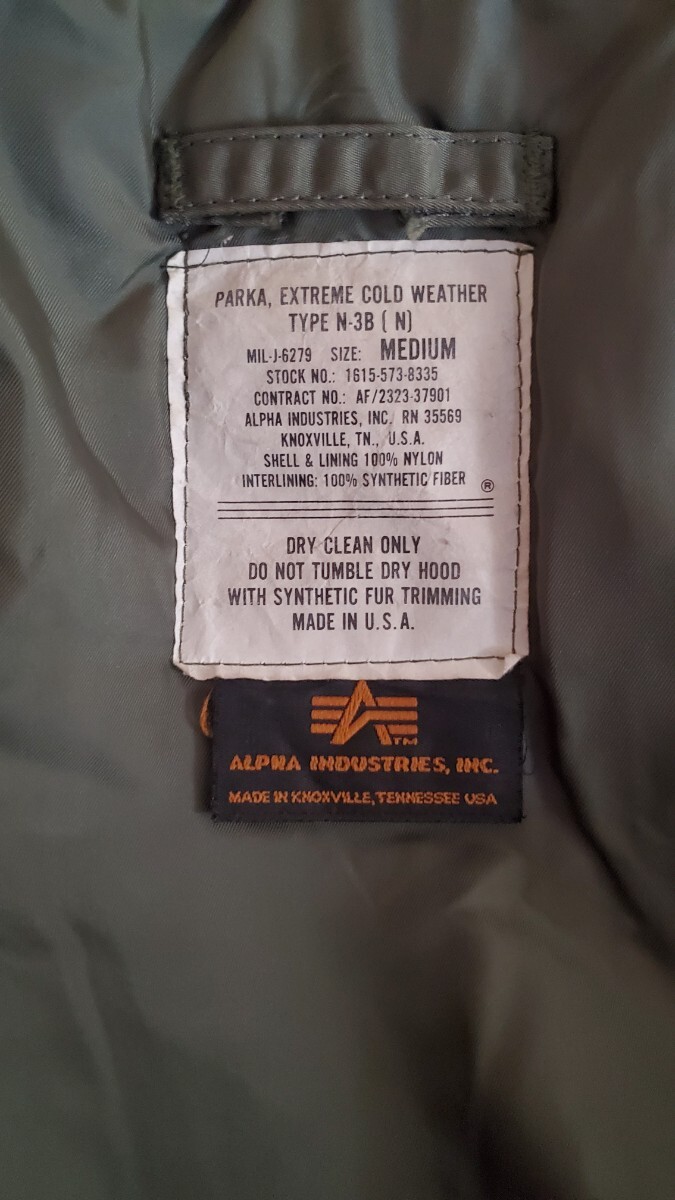 PARKA, EXTREME COLD WEATHER
TYPE N-3B ( N)
MIL-J-6279 SIZE: MEDIUM
STOCK NO.: 1615-573-8335
CONTRACT NO.: AF/2323-37901
ALPHA INDUSTRIES, INC. RN 35569
KNOXVILLE, TN., U.S.A.
SHELL & LINING 100% NYLON
INTERLINING: 100% SYNTHETIC FIBER ®
DRY CLEAN ONLY
DO NOT TUMBLE DRY HOOD
WITH SYNTHETIC FUR TRIMMING
MADE IN U.S.A.
A TM
ALPHA INDUSTRIES, INC.
MADE IN KNOXVILLE, TENNESSEE USA